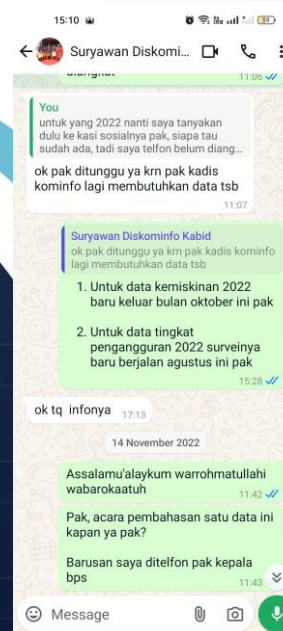 15:10
39
Suryawan Diskomi...
11:06
You
untuk yang 2022 nanti saya tanyakan
dulu ke kasi sosialnya pak, siapa tau
sudah ada, tadi saya telfon belum diang...
ok pak ditunggu ya krn pak kadis
kominfo lagi membutuhkan data tsb
11:07
Suryawan Diskominfo Kabid
ok pak ditunggu ya krn pak kadis kominfo
lagi membutuhkan data tsb
1. Untuk data kemiskinan 2022
baru keluar bulan oktober ini pak
2. Untuk data tingkat
pengangguran 2022 surveinya
baru berjalan agustus ini pak
15:28
ok tq infonya 17:13
14 November 2022
Assalamu'alaykum warrohmatullahi
wabarokaatuh
11:42
Pak, acara pembahasan satu data ini
kapan ya pak?
Barusan saya ditelfon pak kepala
bps
11:43
Message